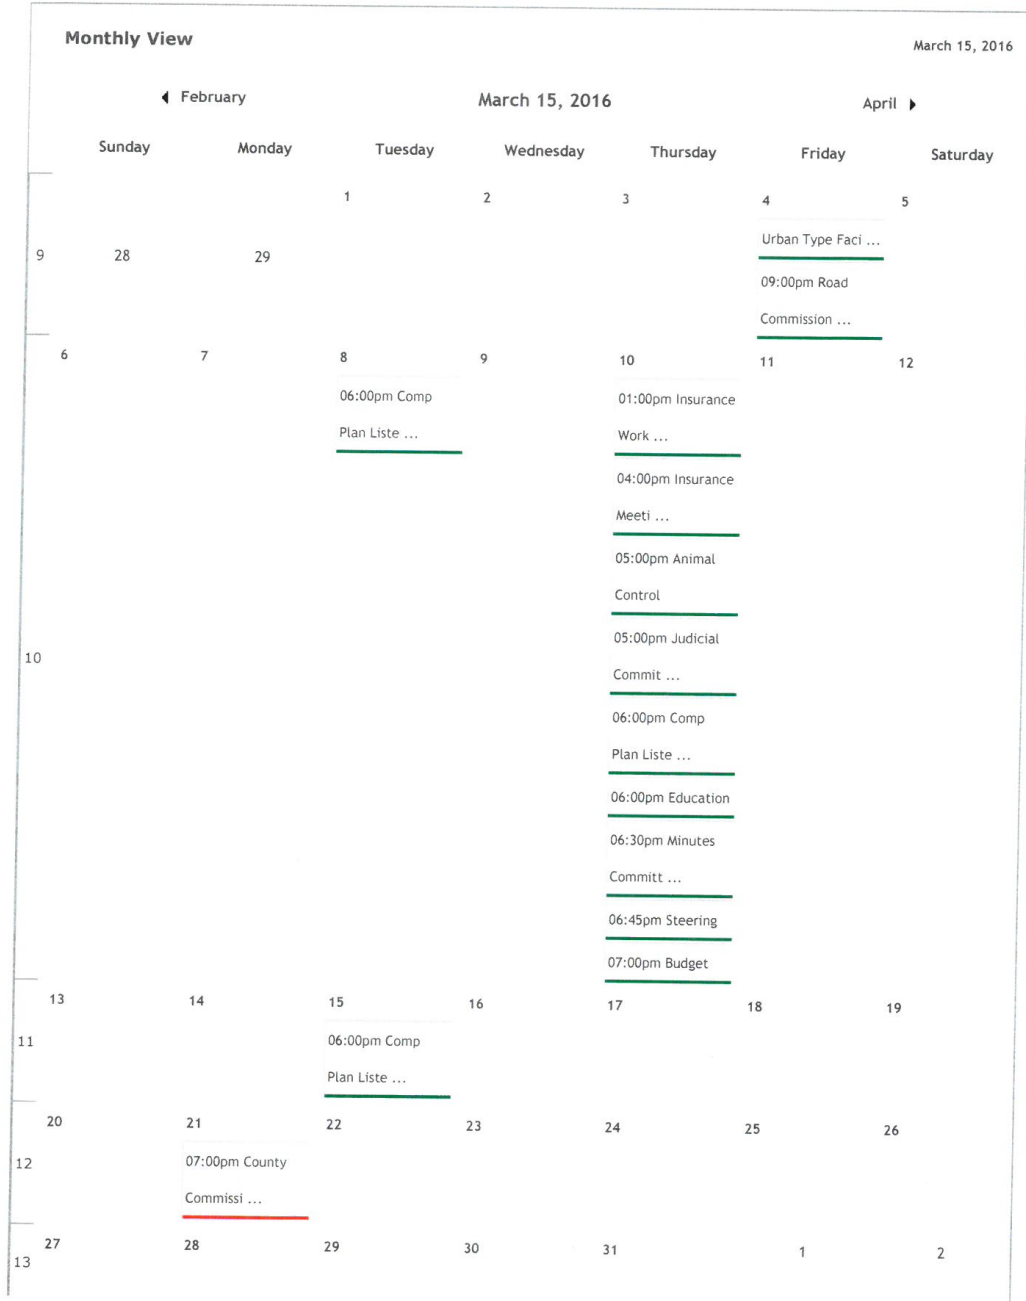 Monthly View
March 15, 2016
February
March 15, 2016
April
Sunday Monday Tuesday Wednesday Thursday Friday Saturday
1 2 3 4 5
9 28 29
Urban Type Faci ...
09:00pm Road
Commission ...
6 7 8 9 10 11 12
06:00pm Comp
Plan Liste ...
01:00pm Insurance
Work ...
04:00pm Insurance
Meeti ...
05:00pm Animal
Control
05:00pm Judicial
Commit ...
10
06:00pm Comp
Plan Liste ...
06:00pm Education
06:30pm Minutes
Committ ...
06:45pm Steering
07:00pm Budget
13 14 15 16 17 18 19
11
06:00pm Comp
Plan Liste ...
20 21 22 23 24 25 26
12
07:00pm County
Commissi ...
27 28 29 30 31 1 2
13